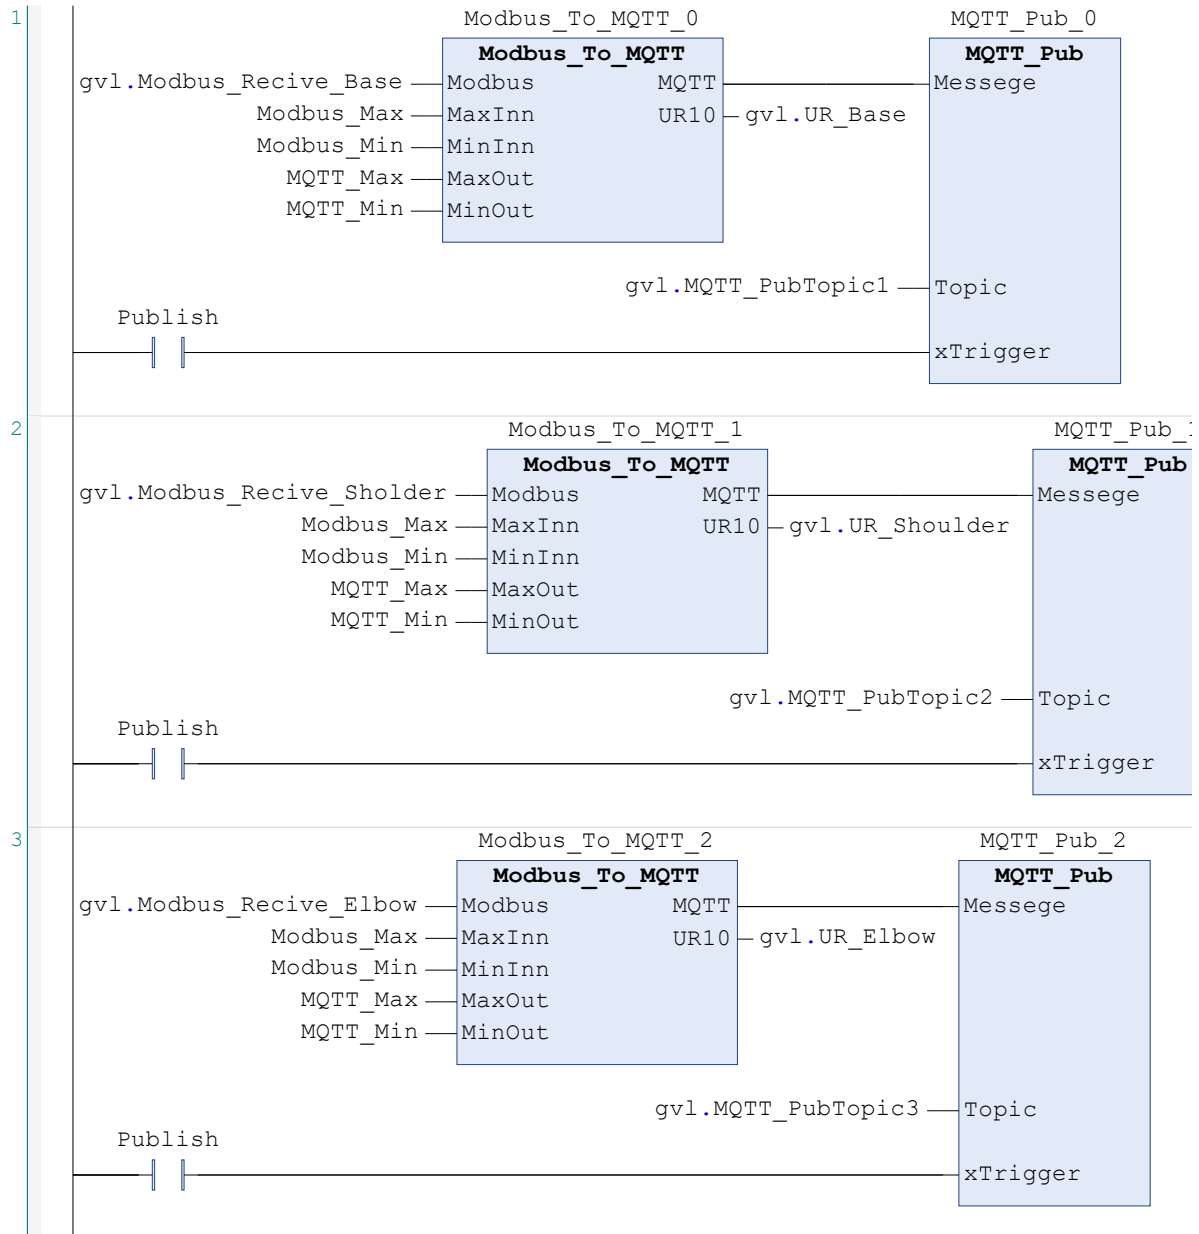 1
Modbus_To_MQTT_0 MQTT_Pub_0
Modbus_To_MQTT MQTT_Pub
gvl.Modbus_Recive_Base Modbus MQTT Messege
Modbus_Max MaxInn UR10 gvl.UR_Base
Modbus_Min MinInn
MQTT_Max MaxOut
MQTT_Min MinOut
gvl.MQTT_PubTopic1 Topic
Publish
xTrigger
2
Modbus_To_MQTT_1 MQTT_Pub_1
Modbus_To_MQTT MQTT_Pub
gvl.Modbus_Recive_Sholder Modbus MQTT Messege
Modbus_Max MaxInn UR10 gvl.UR_Shoulder
Modbus_Min MinInn
MQTT_Max MaxOut
MQTT_Min MinOut
gvl.MQTT_PubTopic2 Topic
Publish
xTrigger
3
Modbus_To_MQTT_2 MQTT_Pub_2
Modbus_To_MQTT MQTT_Pub
gvl.Modbus_Recive_Elbow Modbus MQTT Messege
Modbus_Max MaxInn UR10 gvl.UR_Elbow
Modbus_Min MinInn
MQTT_Max MaxOut
MQTT_Min MinOut
gvl.MQTT_PubTopic3 Topic
Publish
xTrigger